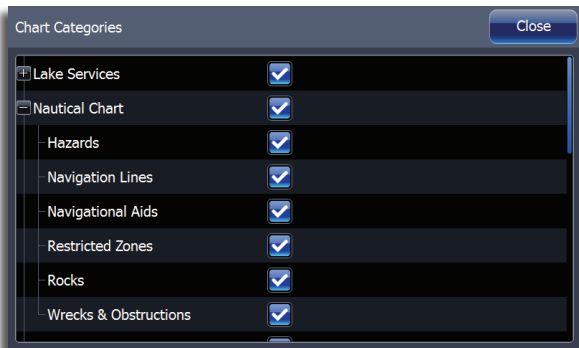 Chart Categories
Close
Lake Services
Nautical Chart
Hazards
Navigation Lines
Navigational Aids
Restricted Zones
Rocks
Wrecks & Obstructions